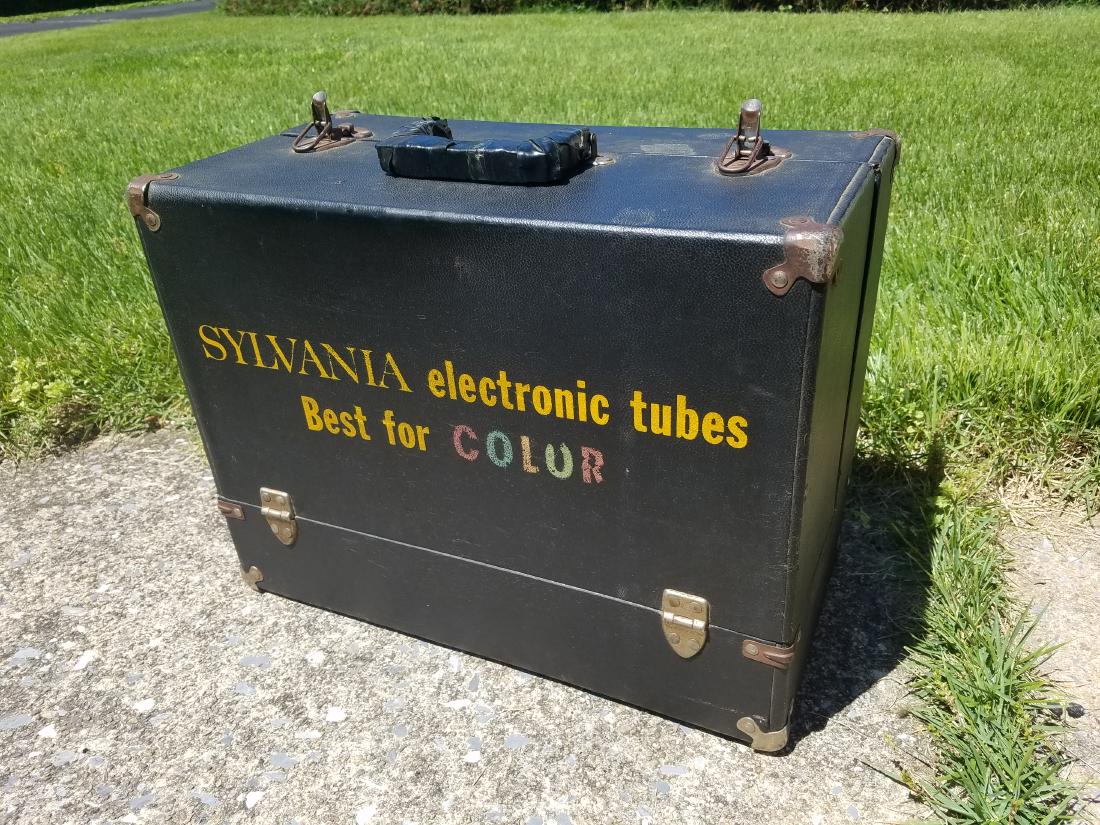 SYLVANIA electronic tubes
Best for COLOR